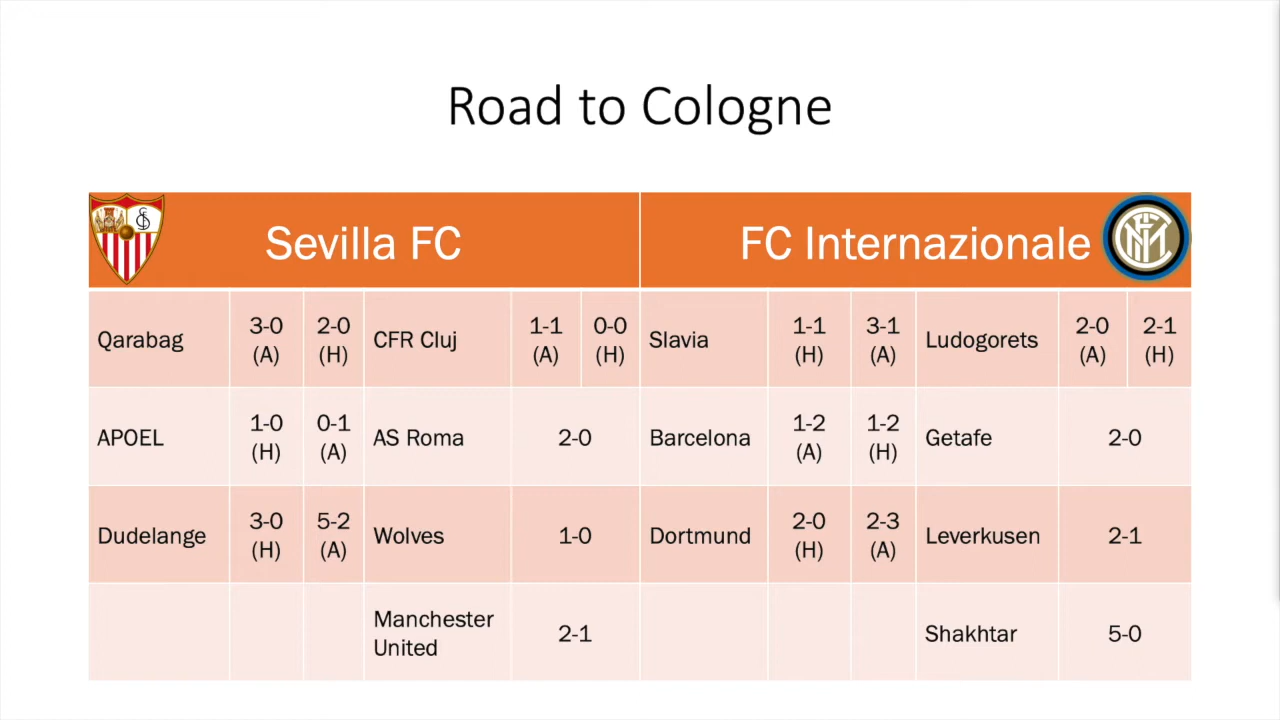 Road to Cologne
Sevilla FC
FC Internazionale
Qarabag
3-0
(A)
2-0
(H)
CFR Cluj
1-1
(A)
0-0
(H)
Slavia
1-1
(H)
3-1
(A)
Ludogorets
2-0
(A)
2-1
(H)
APOEL
1-0
(H)
0-1
(A)
AS Roma
2-0
Barcelona
1-2
(A)
1-2
(H)
Getafe
2-0
Dudelange
3-0
(H)
5-2
(A)
Wolves
1-0
Dortmund
2-0
(H)
2-3
(A)
Leverkusen
2-1
Manchester
United
2-1
Shakhtar
5-0